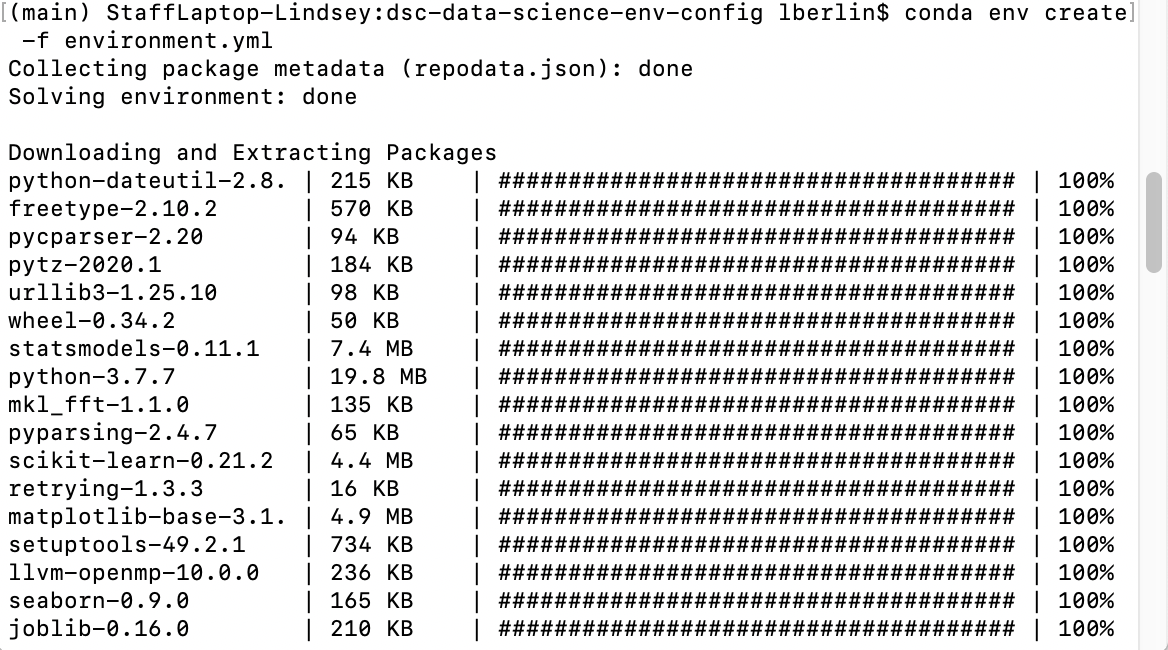 [(main) StaffLaptop-Lindsey:dsc-data-science-env-config lberlin$ conda env create]
 -f environment.yml
Collecting package metadata (repodata.json): done
Solving environment: done

Downloading and Extracting Packages
python-dateutil-2.8. | 215 KB    | ##################################### | 100%
freetype-2.10.2      | 570 KB    | ##################################### | 100%
pycparser-2.20       | 94 KB     | ##################################### | 100%
pytz-2020.1          | 184 KB    | ##################################### | 100%
urllib3-1.25.10      | 98 KB     | ##################################### | 100%
wheel-0.34.2         | 50 KB     | ##################################### | 100%
statsmodels-0.11.1   | 7.4 MB    | ##################################### | 100%
python-3.7.7         | 19.8 MB   | ##################################### | 100%
mkl_fft-1.1.0        | 135 KB    | ##################################### | 100%
pyparsing-2.4.7      | 65 KB     | ##################################### | 100%
scikit-learn-0.21.2  | 4.4 MB    | ##################################### | 100%
retrying-1.3.3       | 16 KB     | ##################################### | 100%
matplotlib-base-3.1. | 4.9 MB    | ##################################### | 100%
setuptools-49.2.1    | 734 KB    | ##################################### | 100%
llvm-openmp-10.0.0   | 236 KB    | ##################################### | 100%
seaborn-0.9.0        | 165 KB    | ##################################### | 100%
joblib-0.16.0        | 210 KB    | ##################################### | 100%